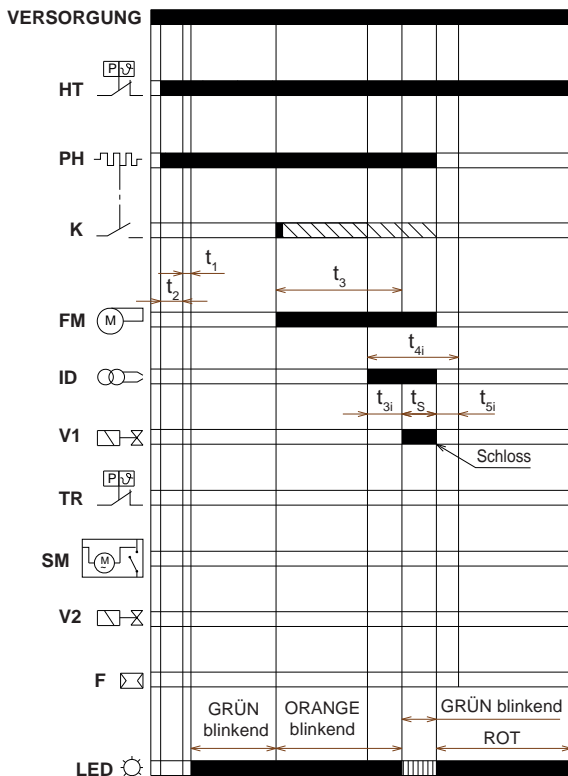 VERSORGUNG
P ϑ
HT
PH
K
t1
t2
t3
FM
M
t4i
ID
t3i
tS
t5i
V1
Schloss
P ϑ
TR
SM
M
V2
F
GRÜN
blinkend
ORANGE
blinkend
GRÜN blinkend
ROT
LED